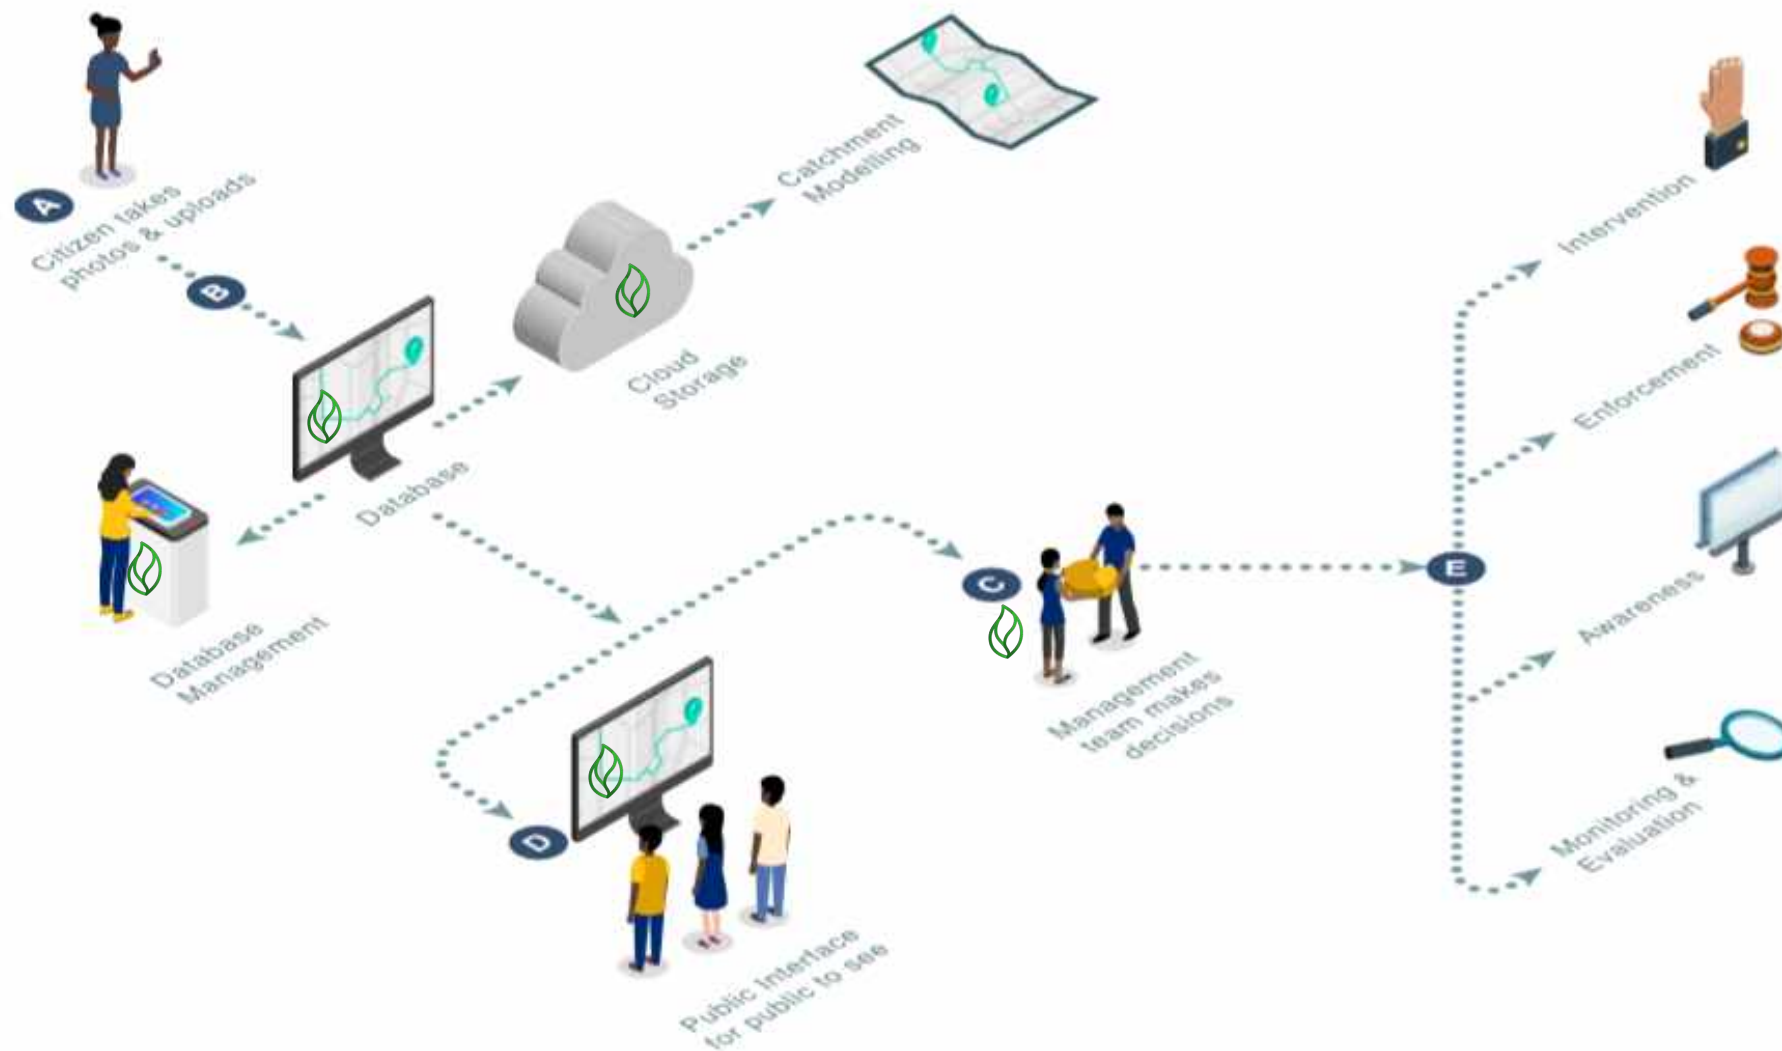 A
Citizen takes
photos & uploads
B
Database
Cloud
Storage
Catchment
Modelling
Database
Management
C
Management
team makes
decisions
D
Public Interface
for public to see
E
Intervention
Enforcement
Awareness
Monitoring &
Evaluation